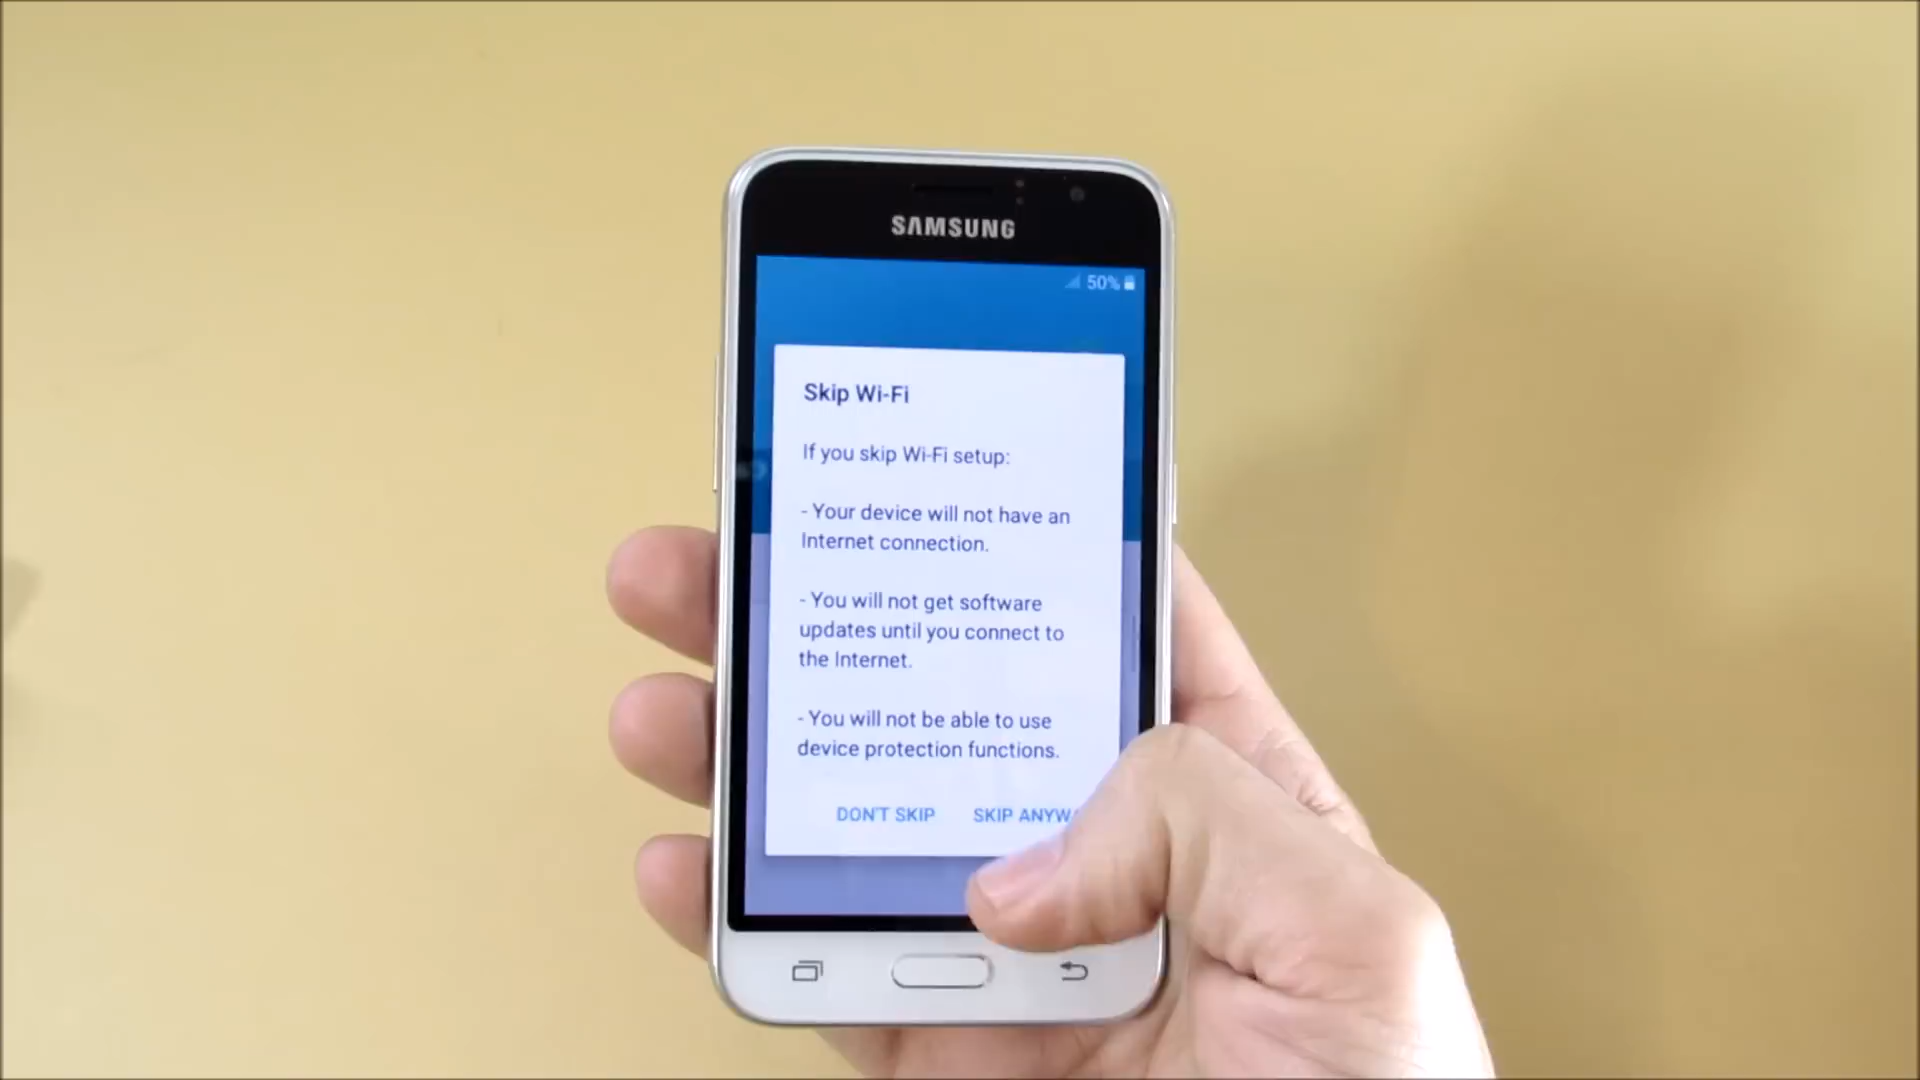 SAMSUNG
50%
Skip Wi-Fi
If you skip Wi-Fi setup:
- Your device will not have an
Internet connection.
- You will not get software
updates until you connect to
the Internet.
- You will not be able to use
device protection functions.
DON'T SKIP SKIP